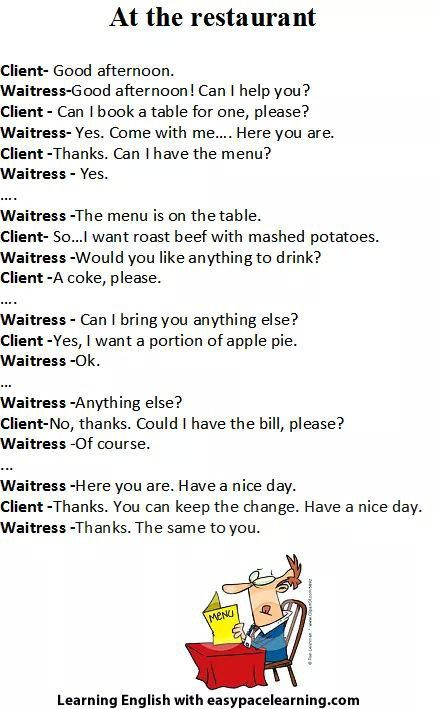 At the restaurant
Client- Good afternoon.
Waitress-Good afternoon! Can I help you?
Client - Can I book a table for one, please?
Waitress- Yes. Come with me.... Here you are.
Client -Thanks. Can I have the menu?
Waitress - Yes.
....
Waitress -The menu is on the table.
Client- So...I want roast beef with mashed potatoes.
Waitress -Would you like anything to drink?
Client -A coke, please.
....
Waitress - Can I bring you anything else?
Client -Yes, I want a portion of apple pie.
Waitress -Ok.
...
Waitress -Anything else?
Client-No, thanks. Could I have the bill, please?
Waitress -Of course.
...
Waitress -Here you are. Have a nice day.
Client -Thanks. You can keep the change. Have a nice day.
Waitress -Thanks. The same to you.
MENU
Learning English with easypacelearning.com